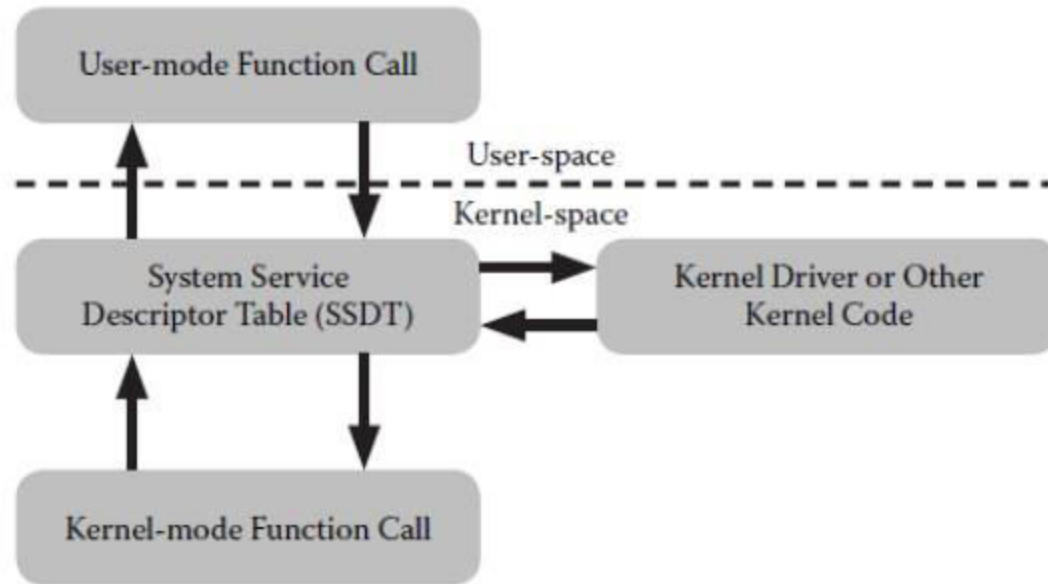 User-mode Function Call
User-space
Kernel-space
System Service
Descriptor Table (SSDT)
Kernel Driver or Other
Kernel Code
Kernel-mode Function Call